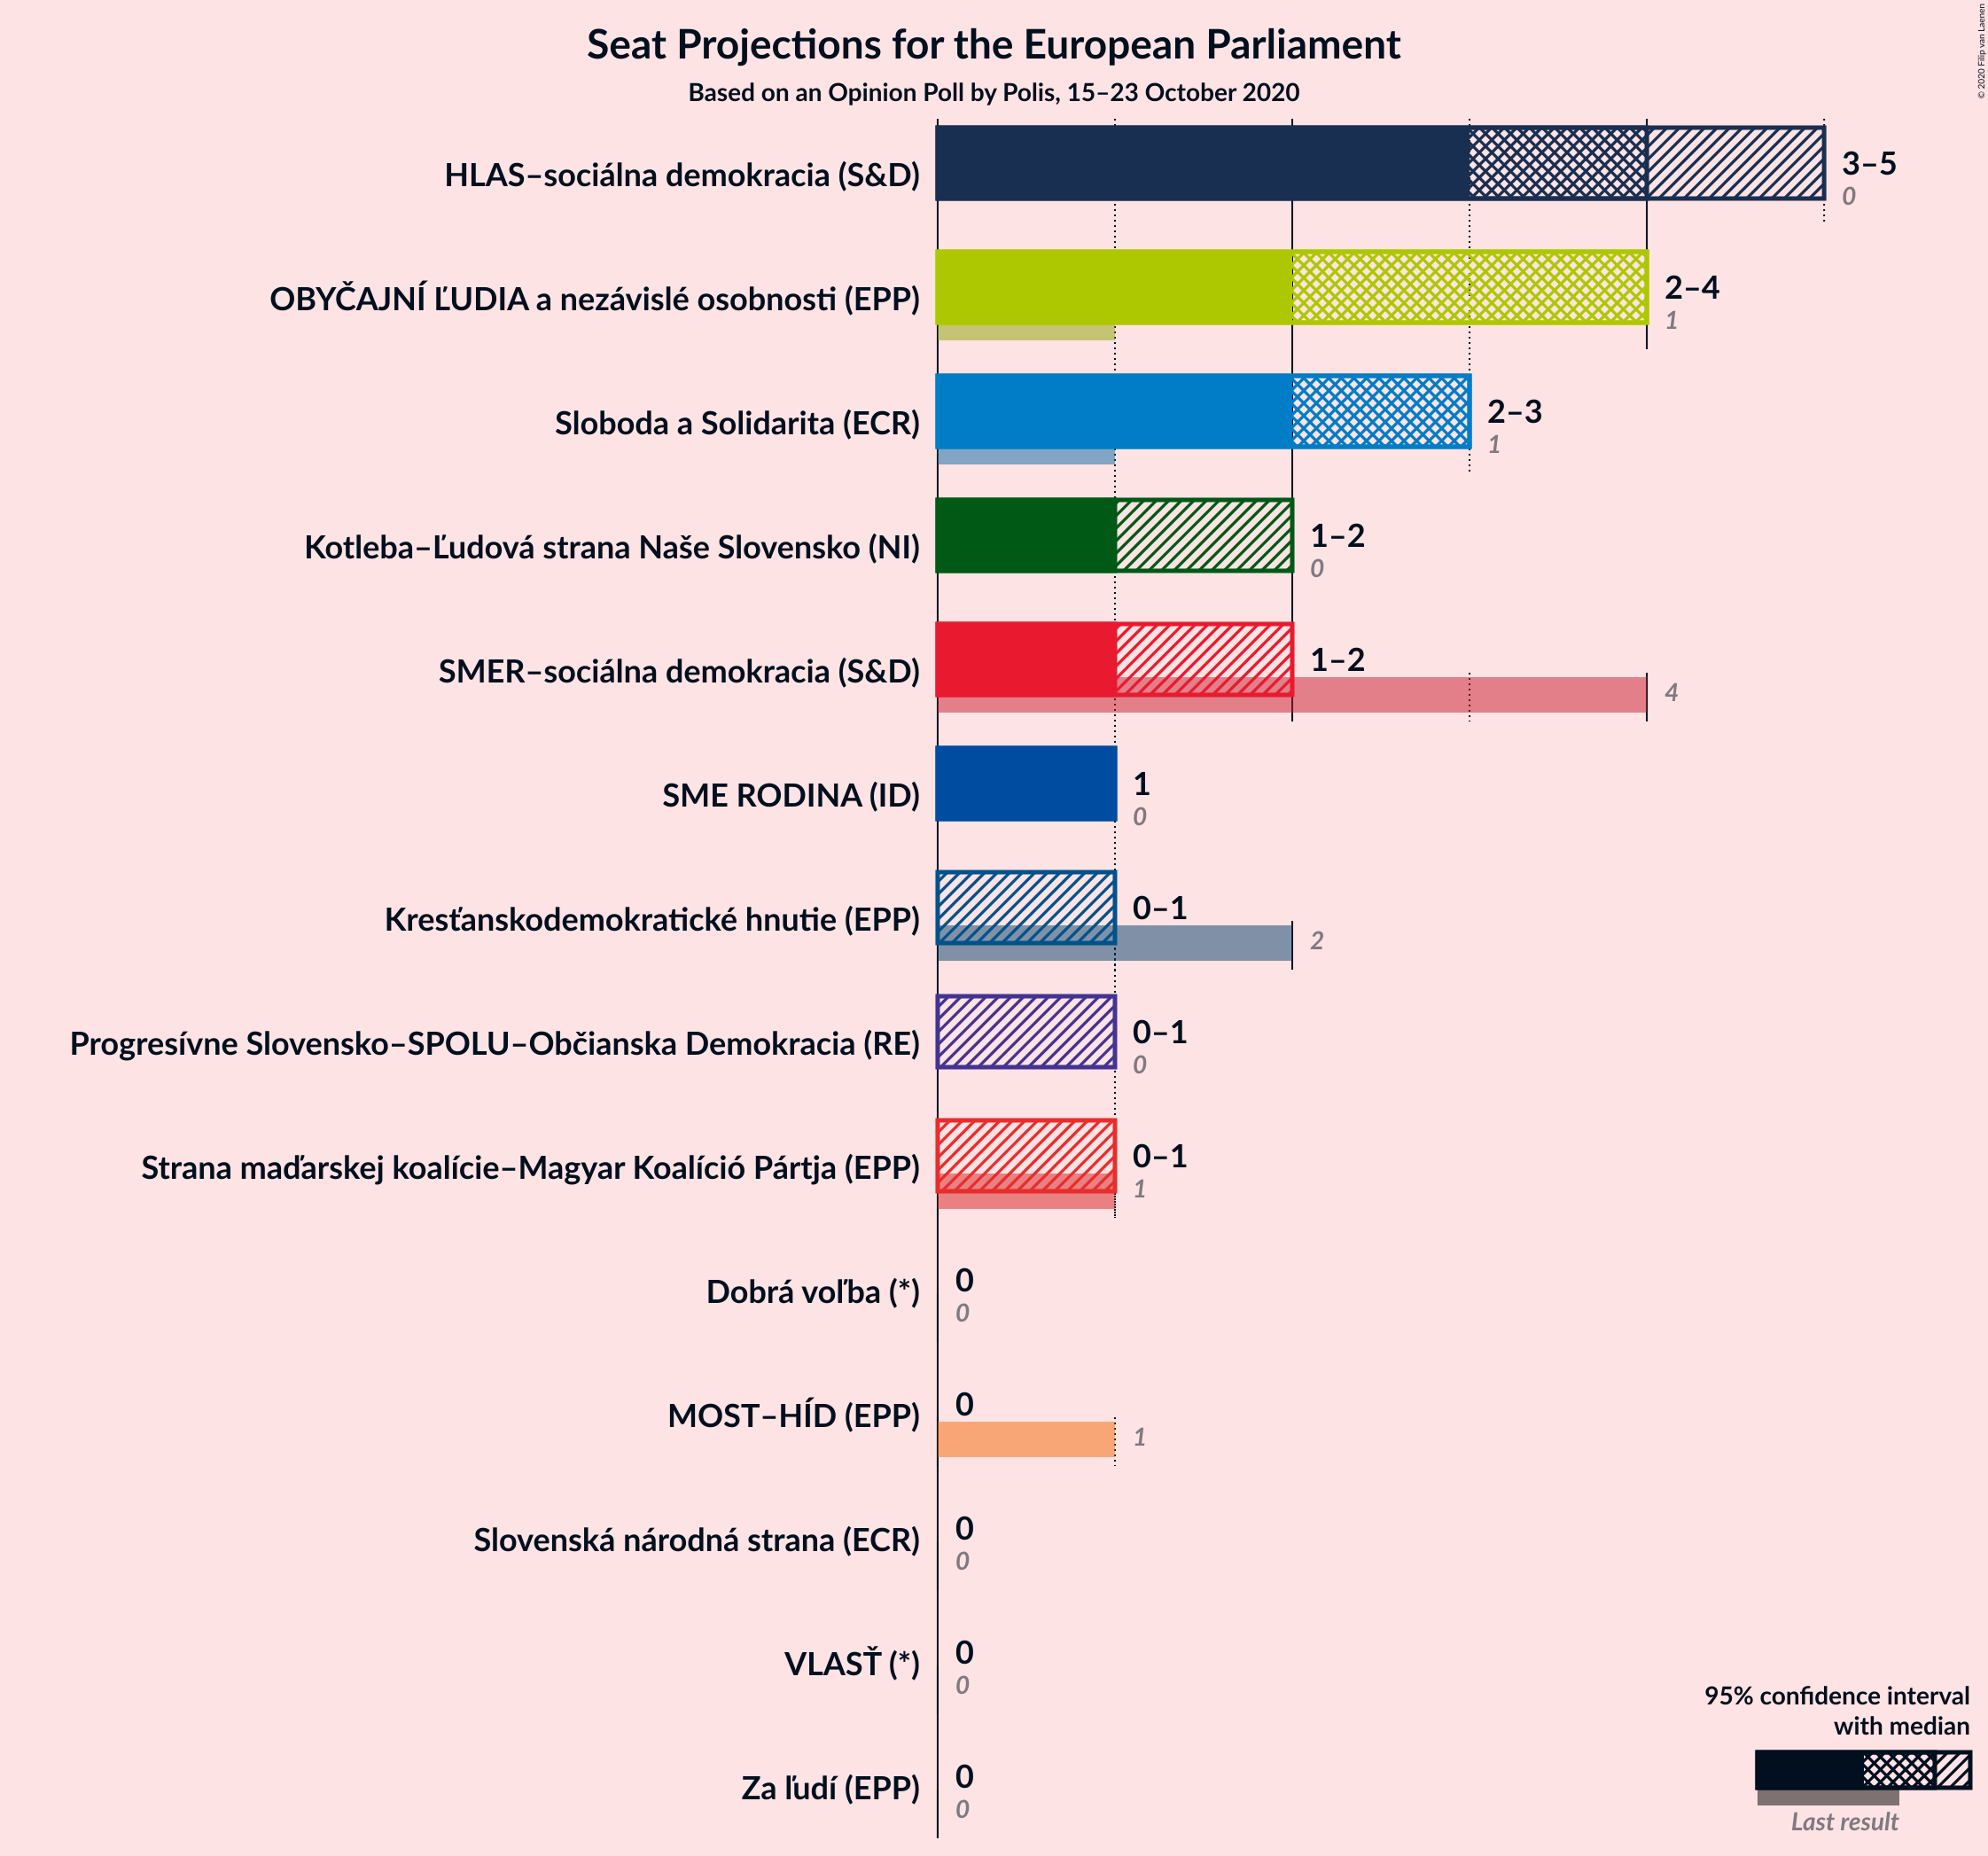 Seat Projections for the European Parliament
Based on an Opinion Poll by Polis, 15–23 October 2020
© 2020 Filip van Laenen
HLAS–sociálna demokracia (S&D)
3–5
0
OBYČAJNÍ ĽUDIA a nezávislé osobnosti (EPP)
2–4
1
Sloboda a Solidarita (ECR)
2–3
1
Kotleba–Ľudová strana Naše Slovensko (NI)
1–2
0
SMER–sociálna demokracia (S&D)
1–2
4
SME RODINA (ID)
1
0
Kresťanskodemokratické hnutie (EPP)
0–1
2
Progresívne Slovensko–SPOLU–Občianska Demokracia (RE)
0–1
0
Strana maďarskej koalície–Magyar Koalíció Pártja (EPP)
0–1
1
Dobrá voľba (*)
0
0
MOST–HÍD (EPP)
0
1
Slovenská národná strana (ECR)
0
0
VLASŤ (*)
0
0
Za ľudí (EPP)
0
0
95% confidence interval
with median
Last result